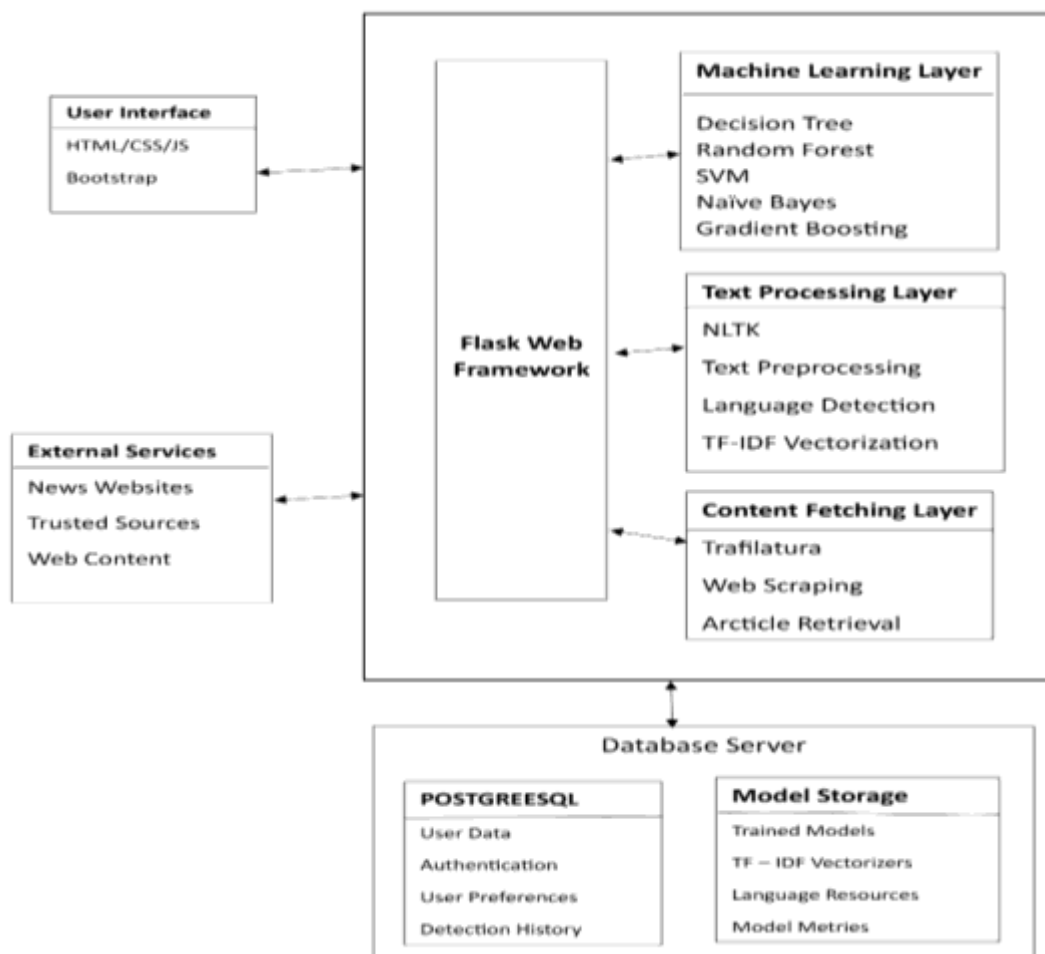 User Interface
HTML/CSS/JS
Bootstrap
External Services
News Websites
Trusted Sources
Web Content
Flask Web
Framework
Machine Learning Layer
Decision Tree
Random Forest
SVM
Naïve Bayes
Gradient Boosting
Text Processing Layer
NLTK
Text Preprocessing
Language Detection
TF-IDF Vectorization
Content Fetching Layer
Trafilatura
Web Scraping
Arcticle Retrieval
Database Server
POSTGREESQL
User Data
Authentication
User Preferences
Detection History
Model Storage
Trained Models
TF – IDF Vectorizers
Language Resources
Model Metries